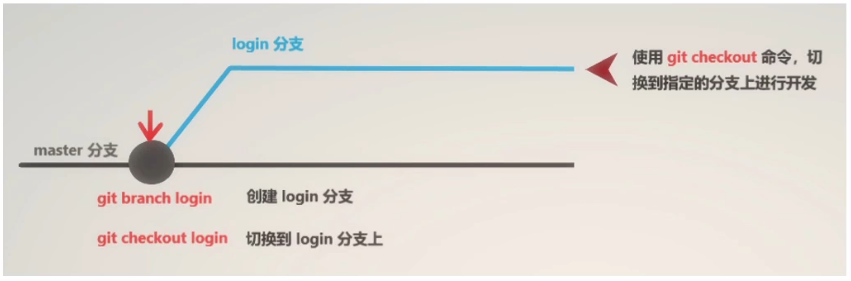 login 分支
使用 git checkout 命令，切
换到指定的分支上进行开发
master 分支
git branch login 创建 login 分支
git checkout login 切换到 login 分支上